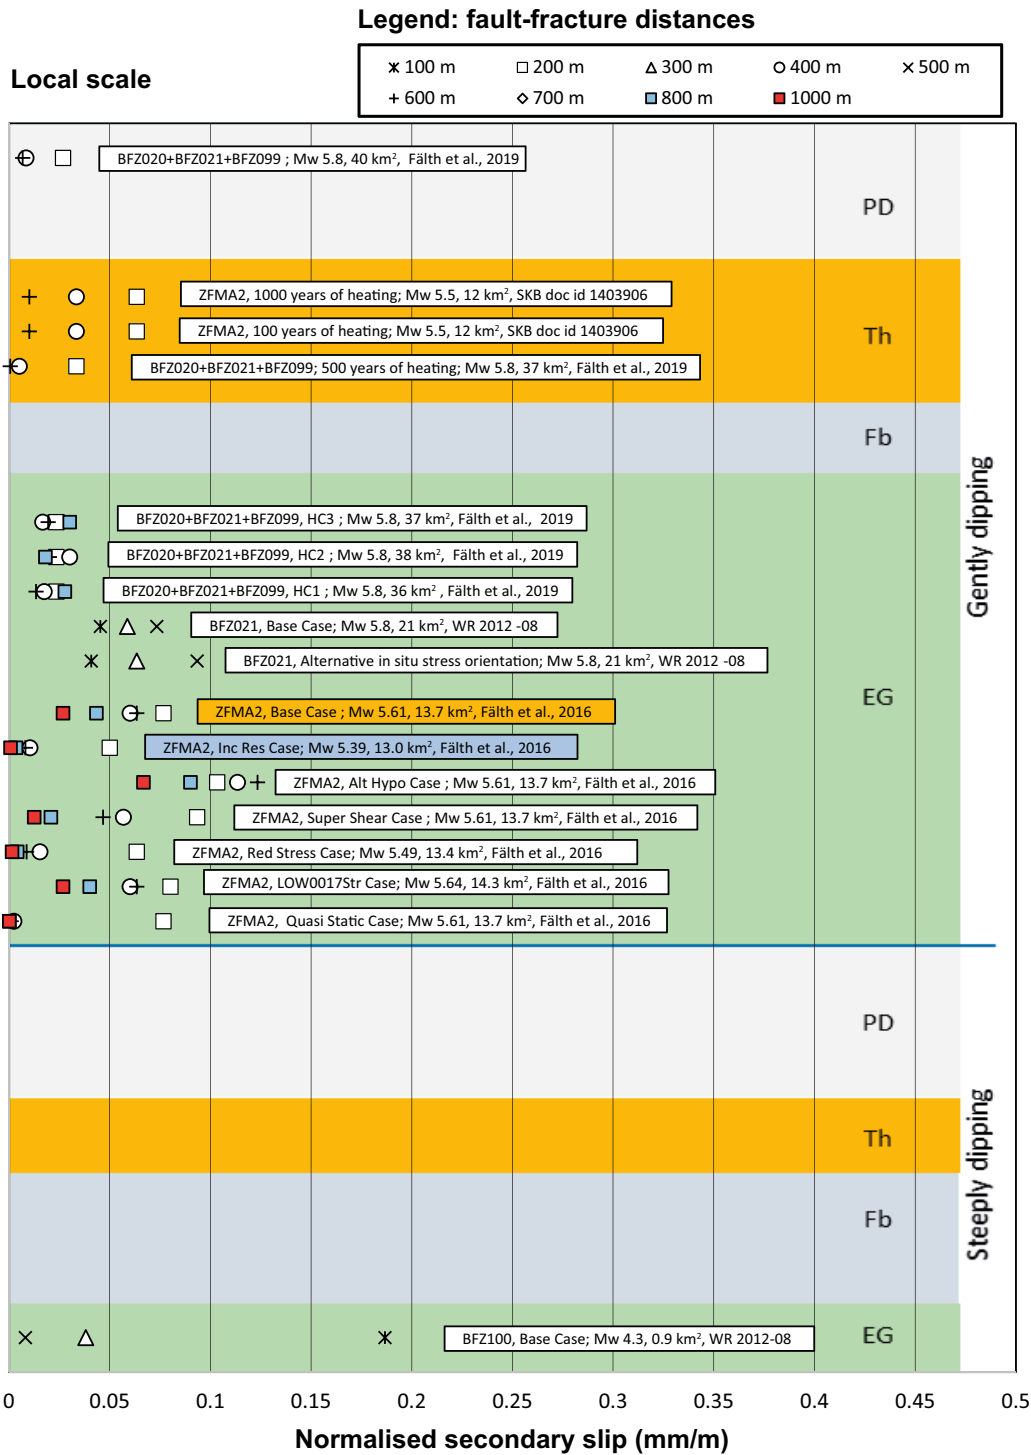 Legend: fault-fracture distances
Local scale
100 m 200 m 300 m 400 m 500 m
600 m 700 m 800 m 1000 m
BFZ020+BFZ021+BFZ099 ; Mw 5.8, 40 km², Fälth et al., 2019
PD
ZFMA2, 1000 years of heating; Mw 5.5, 12 km², SKB doc id 1403906
ZFMA2, 100 years of heating; Mw 5.5, 12 km², SKB doc id 1403906
Th
BFZ020+BFZ021+BFZ099; 500 years of heating; Mw 5.8, 37 km², Fälth et al., 2019
Fb
Gently dipping
BFZ020+BFZ021+BFZ099, HC3 ; Mw 5.8, 37 km², Fälth et al., 2019
BFZ020+BFZ021+BFZ099, HC2 ; Mw 5.8, 38 km², Fälth et al., 2019
BFZ020+BFZ021+BFZ099, HC1 ; Mw 5.8, 36 km² , Fälth et al., 2019
BFZ021, Base Case; Mw 5.8, 21 km², WR 2012 -08
BFZ021, Alternative in situ stress orientation; Mw 5.8, 21 km², WR 2012 -08
EG
ZFMA2, Base Case ; Mw 5.61, 13.7 km², Fälth et al., 2016
ZFMA2, Inc Res Case; Mw 5.39, 13.0 km², Fälth et al., 2016
ZFMA2, Alt Hypo Case ; Mw 5.61, 13.7 km², Fälth et al., 2016
ZFMA2, Super Shear Case ; Mw 5.61, 13.7 km², Fälth et al., 2016
ZFMA2, Red Stress Case; Mw 5.49, 13.4 km², Fälth et al., 2016
ZFMA2, LOW0017Str Case; Mw 5.64, 14.3 km², Fälth et al., 2016
ZFMA2, Quasi Static Case; Mw 5.61, 13.7 km², Fälth et al., 2016
PD
Th
Steeply dipping
Fb
BFZ100, Base Case; Mw 4.3, 0.9 km², WR 2012-08
EG
0 0.05 0.1 0.15 0.2 0.25 0.3 0.35 0.4 0.45 0.5
Normalised secondary slip (mm/m)